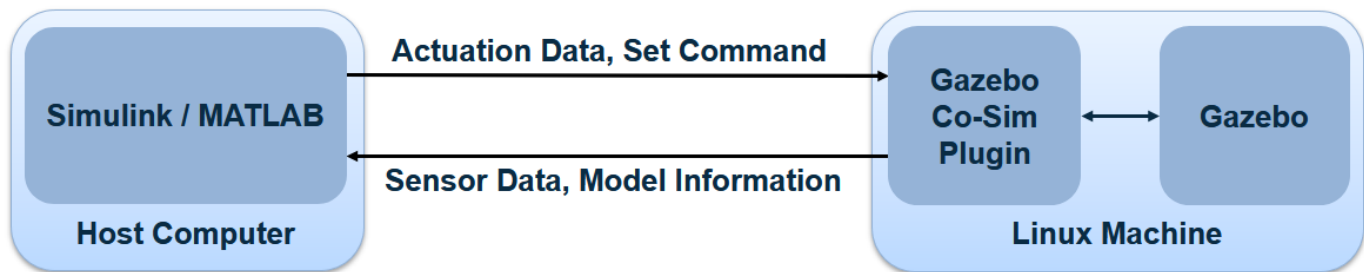 Actuation Data, Set Command
Simulink / MATLAB
Gazebo
Co-Sim
Plugin
Gazebo
Sensor Data, Model Information
Host Computer
Linux Machine